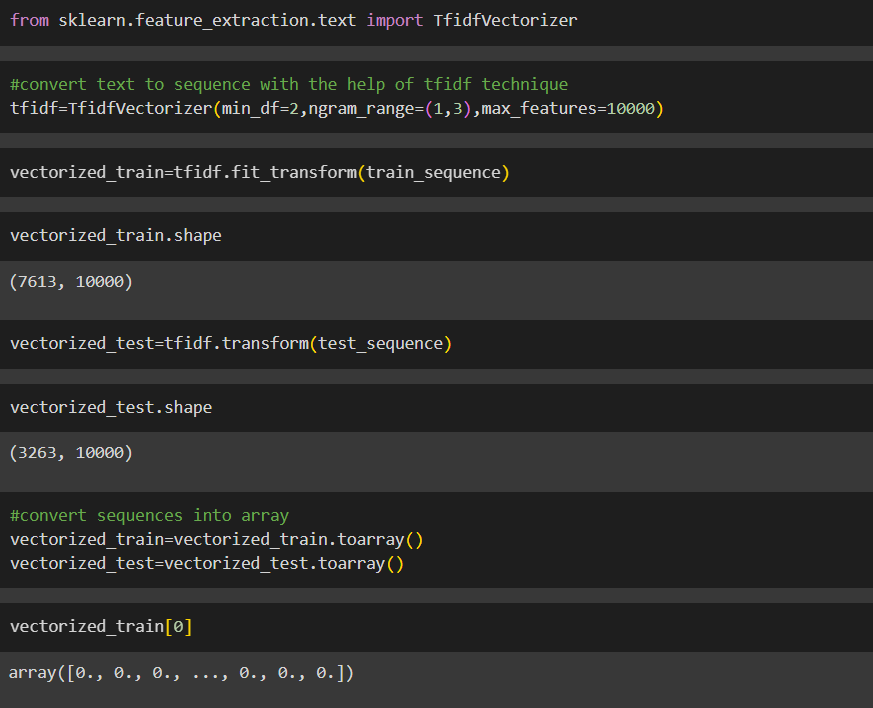 from sklearn.feature_extraction.text import TfidfVectorizer
#convert text to sequence with the help of tfidf technique
tfidf=TfidfVectorizer(min_df=2,ngram_range=(1,3),max_features=10000)
vectorized_train=tfidf.fit_transform(train_sequence)
vectorized_train.shape
(7613, 10000)
vectorized_test=tfidf.transform(test_sequence)
vectorized_test.shape
(3263, 10000)
#convert sequences into array
vectorized_train=vectorized_train.toarray()
vectorized_test=vectorized_test.toarray()
vectorized_train[0]
array([0., 0., 0., ..., 0., 0., 0.])